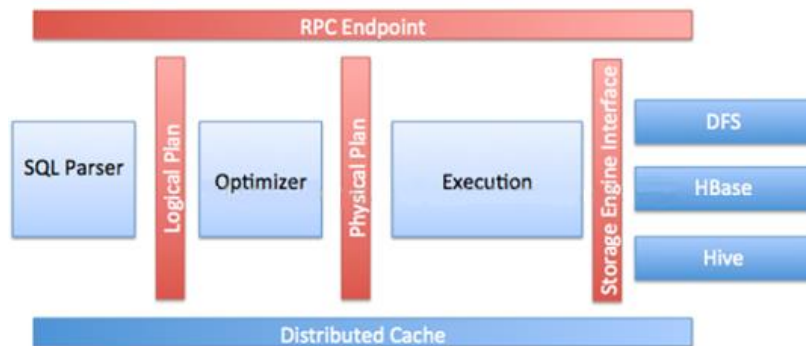 RPC Endpoint
SQL Parser
Logical Plan
Optimizer
Physical Plan
Execution
Storage Engine Interface
DFS
HBase
Hive
Distributed Cache